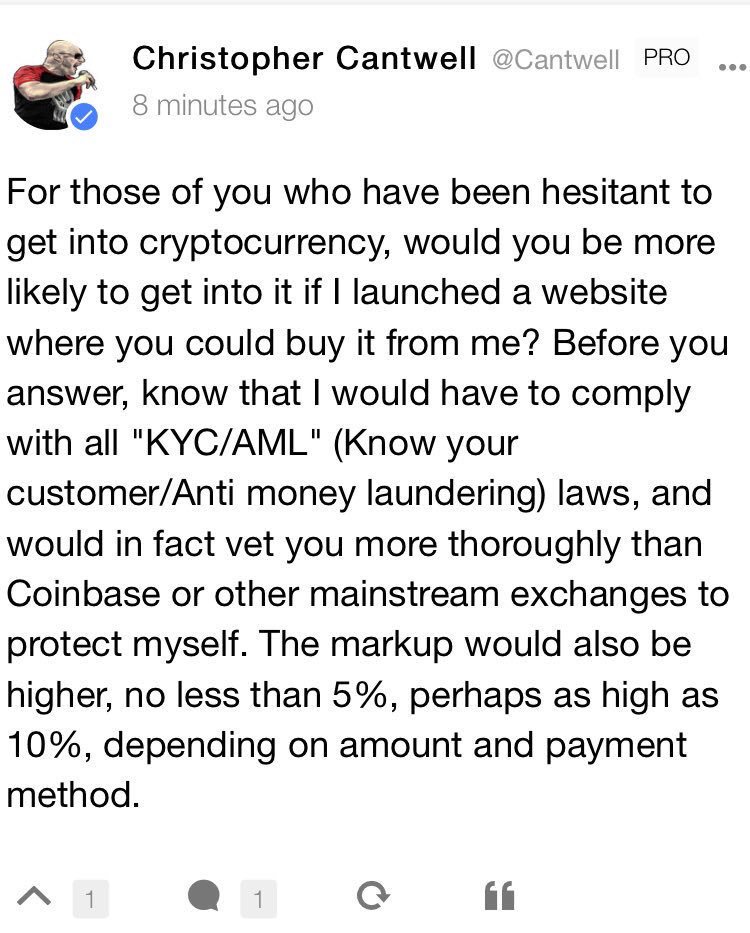 Christopher Cantwell @Cantwell PRO
8 minutes ago
For those of you who have been hesitant to
get into cryptocurrency, would you be more
likely to get into it if I launched a website
where you could buy it from me? Before you
answer, know that I would have to comply
with all "KYC/AML" (Know your
customer/Anti money laundering) laws, and
would in fact vet you more thoroughly than
Coinbase or other mainstream exchanges to
protect myself. The markup would also be
higher, no less than 5%, perhaps as high as
10%, depending on amount and payment
method.
1 1